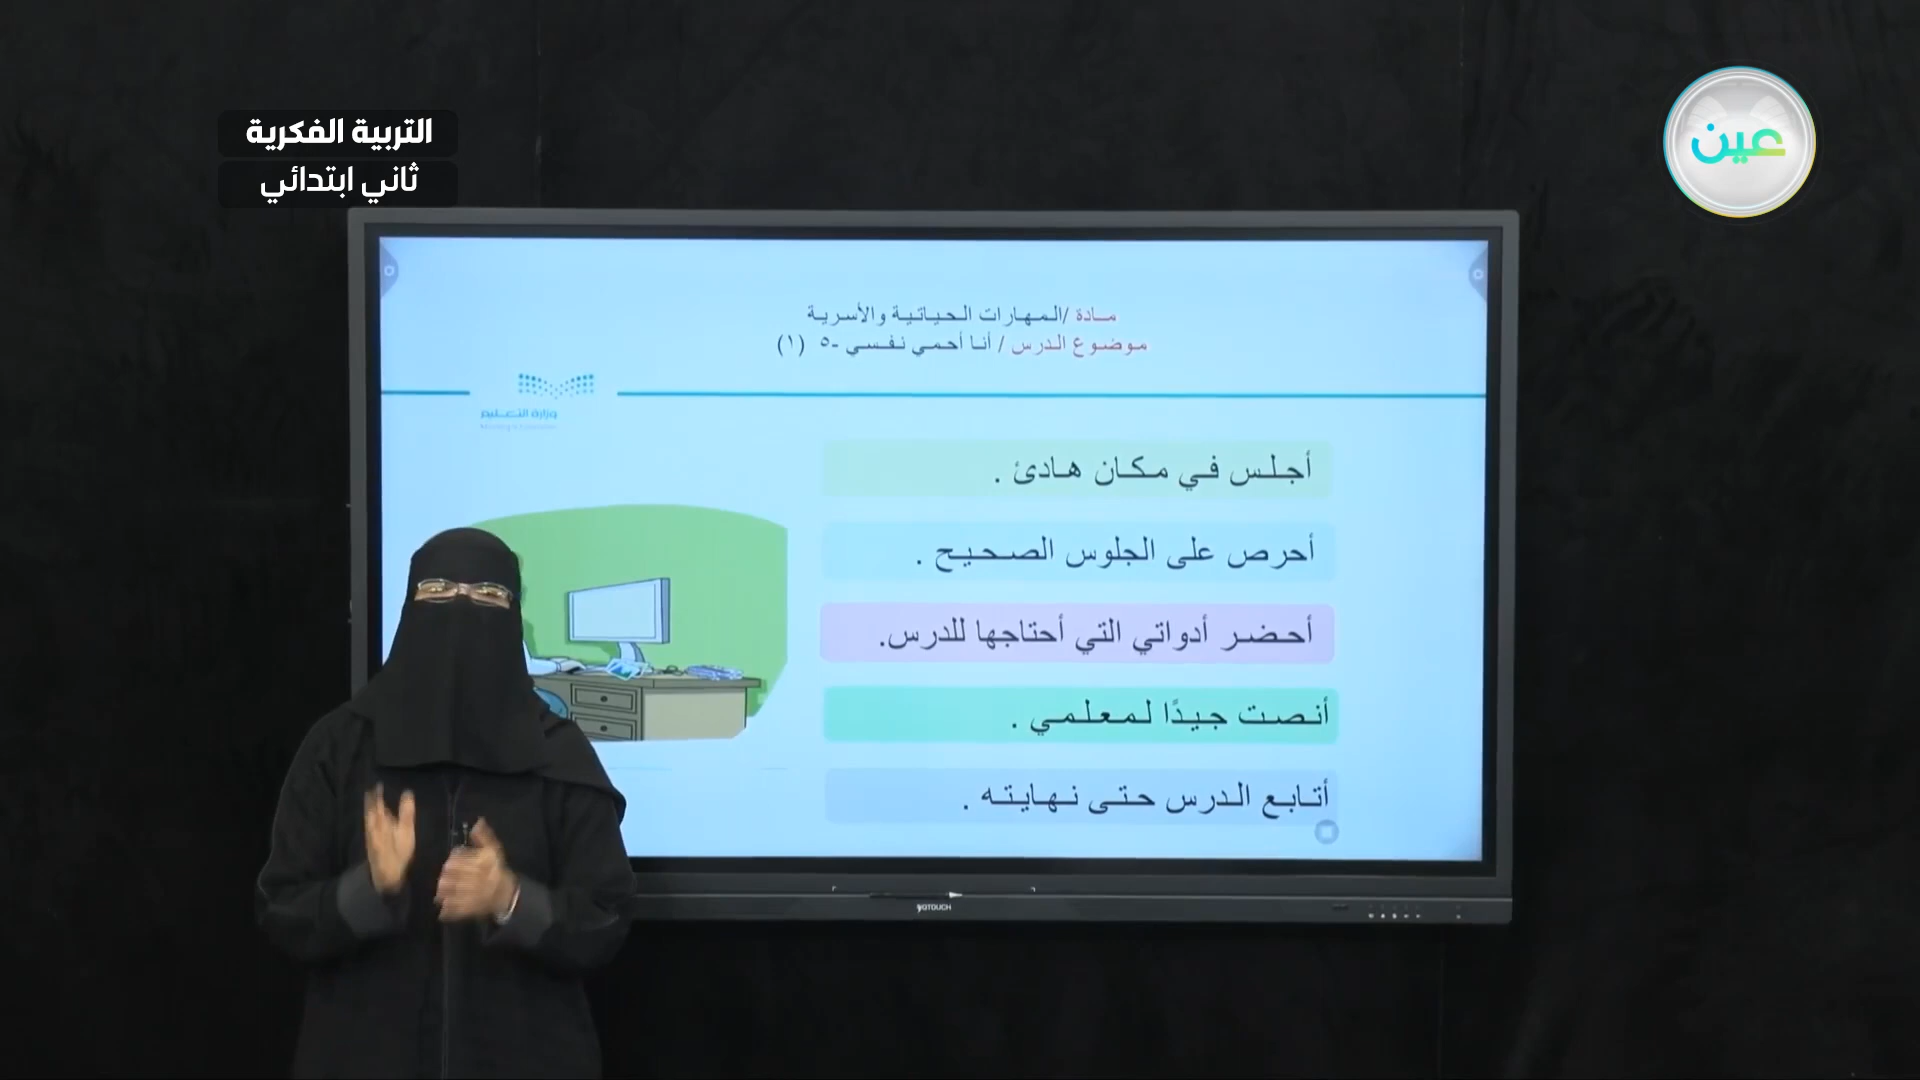 التربية الفكرية
ثاني ابتدائي
عين
مادة /المهارات الحياتية والأسرية
موضوع الدرس / أنا أحمي نفسي -٥ (١)
وزارة التعليم
أجلس في مكان هادئ .
أحرص على الجلوس الصحيح .
أحضر أدواتي التي أحتاجها للدرس.
أنصت جيدًا لمعلمي .
أتابع الدرس حتى نهايته .